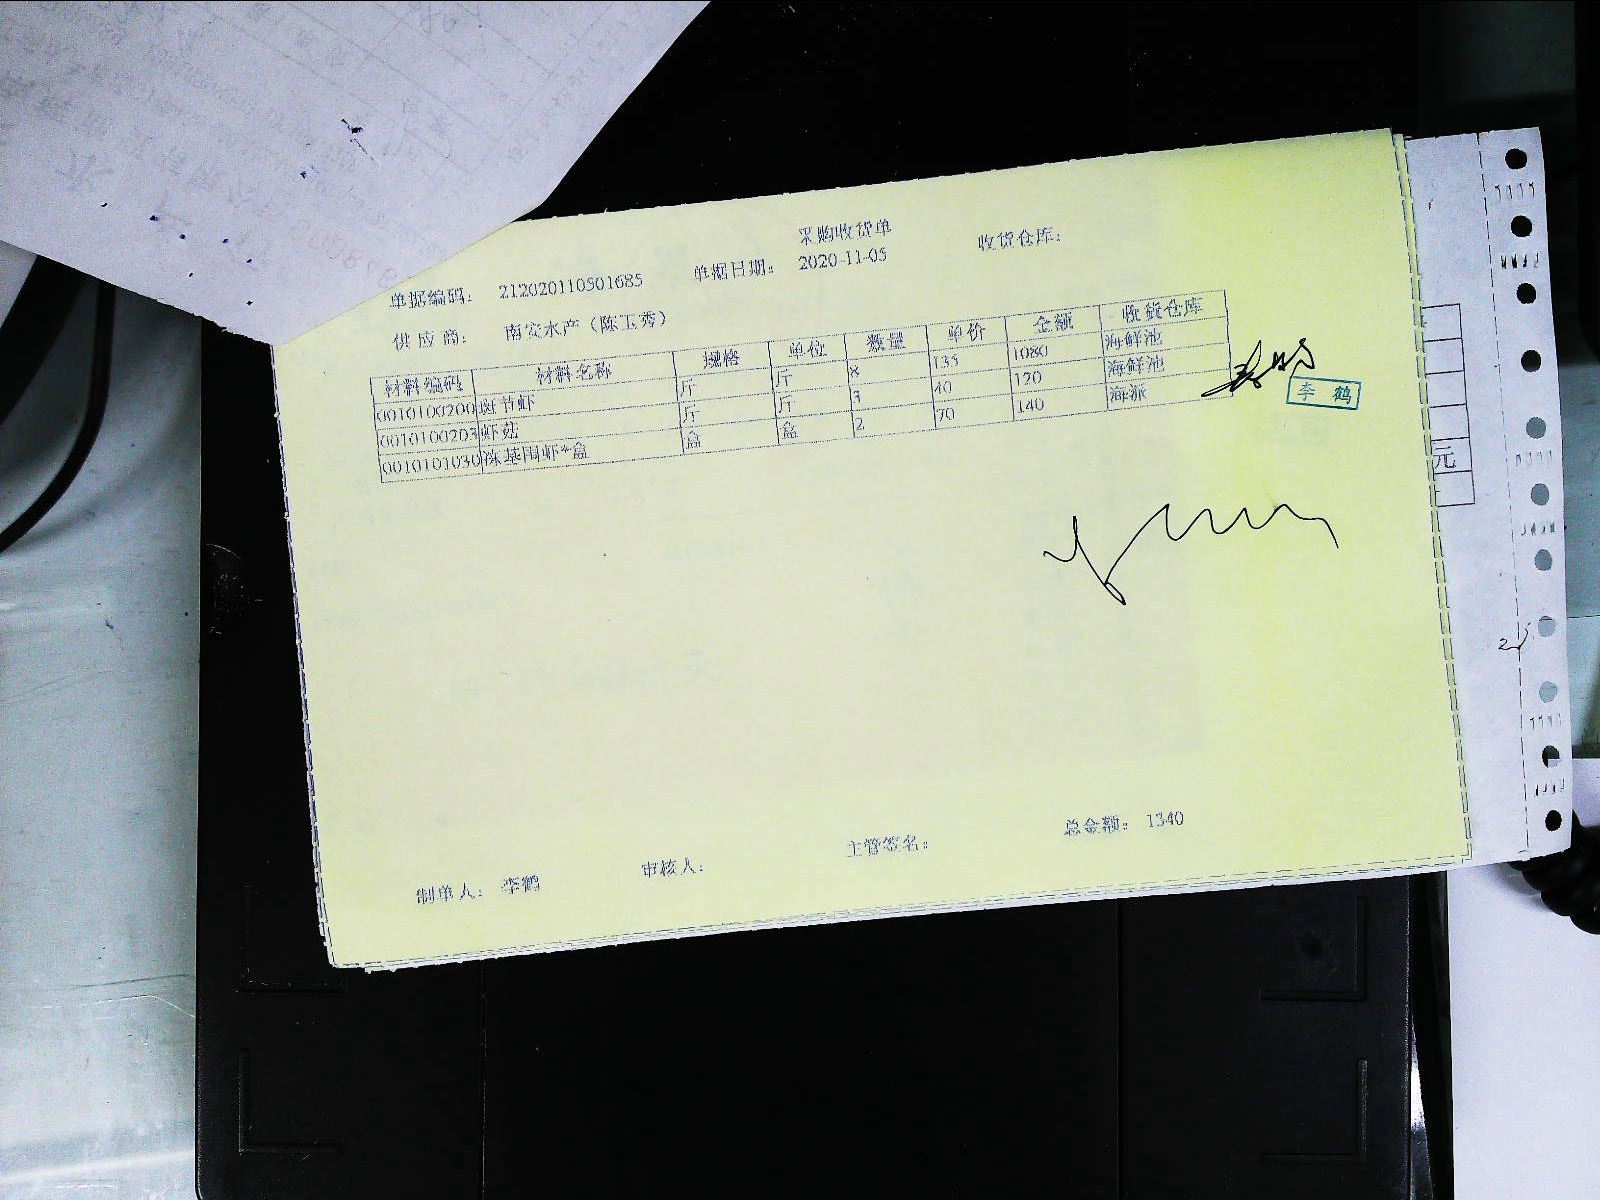 采购收货单
单据编码： 212020110501685 单据日期： 2020-11-05 收货仓库：
供应商： 南安水产（陈玉秀）
材料编码 材料名称 规格 单位 数量 单价 金额 收货仓库
0010100200 斑节虾 斤 斤 8 135 1080 海鲜池
0010100203 虾菇 斤 斤 3 40 120 海鲜池
0010101030 冻基围虾*盒 盒 盒 2 70 140 海派
李鹤
元
制单人： 李鹤 审核人： 主管签名： 总金额： 1340